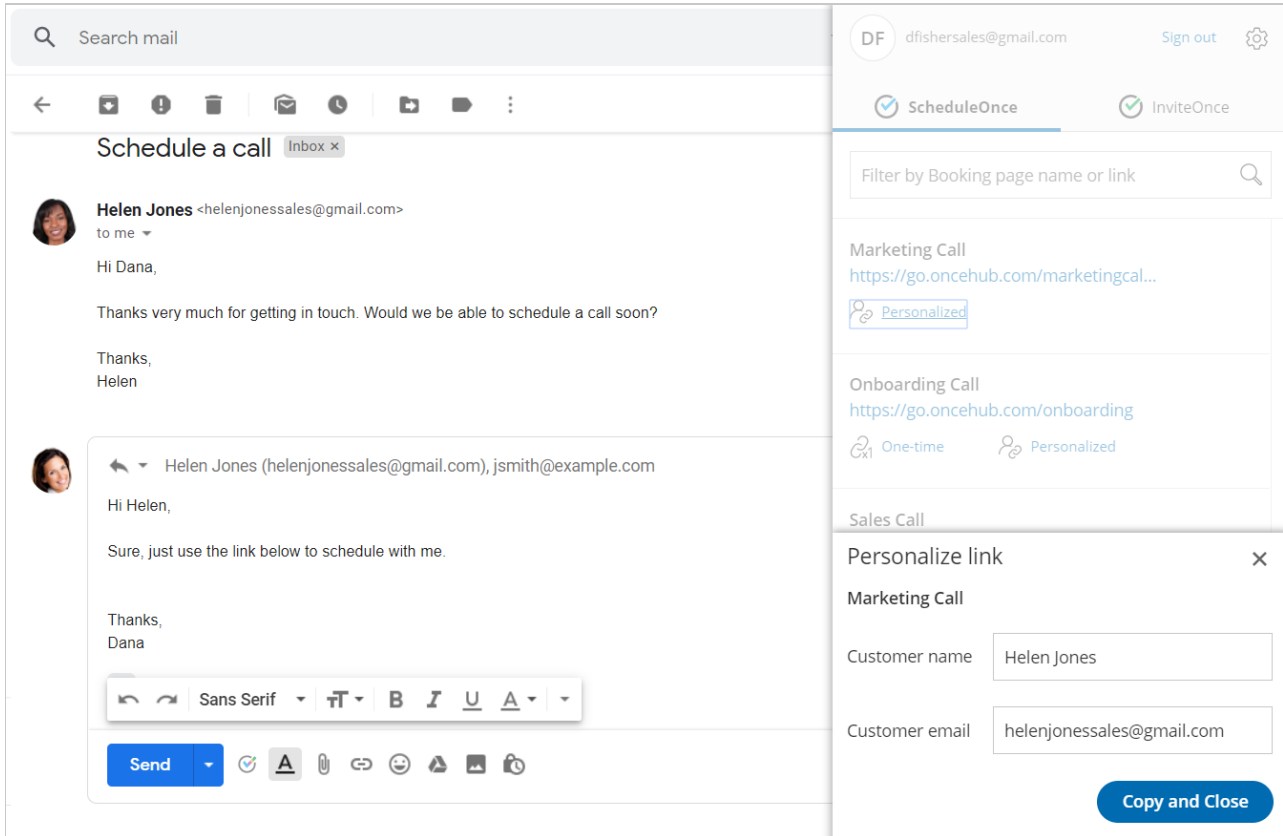 Search mail
Schedule a call Inbox ×
Helen Jones <helenjonessales@gmail.com>
to me
Hi Dana,
Thanks very much for getting in touch. Would we be able to schedule a call soon?
Thanks,
Helen
Helen Jones (helenjonessales@gmail.com), jsmith@example.com
Hi Helen,
Sure, just use the link below to schedule with me.
Thanks,
Dana
Sans Serif TT B I U A
Send A
DF dfishersales@gmail.com Sign out
ScheduleOnce InviteOnce
Filter by Booking page name or link
Marketing Call
https://go.oncehub.com/marketingcal...
Personalized
Onboarding Call
https://go.oncehub.com/onboarding
x1 One-time Personalized
Sales Call
Personalize link ×
Marketing Call
Customer name Helen Jones
Customer email helenjonessales@gmail.com
Copy and Close